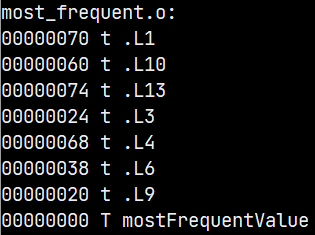 most_frequent.o:
00000070 t .L1
00000060 t .L10
00000074 t .L13
00000024 t .L3
00000068 t .L4
00000038 t .L6
00000020 t .L9
00000000 T mostFrequentValue